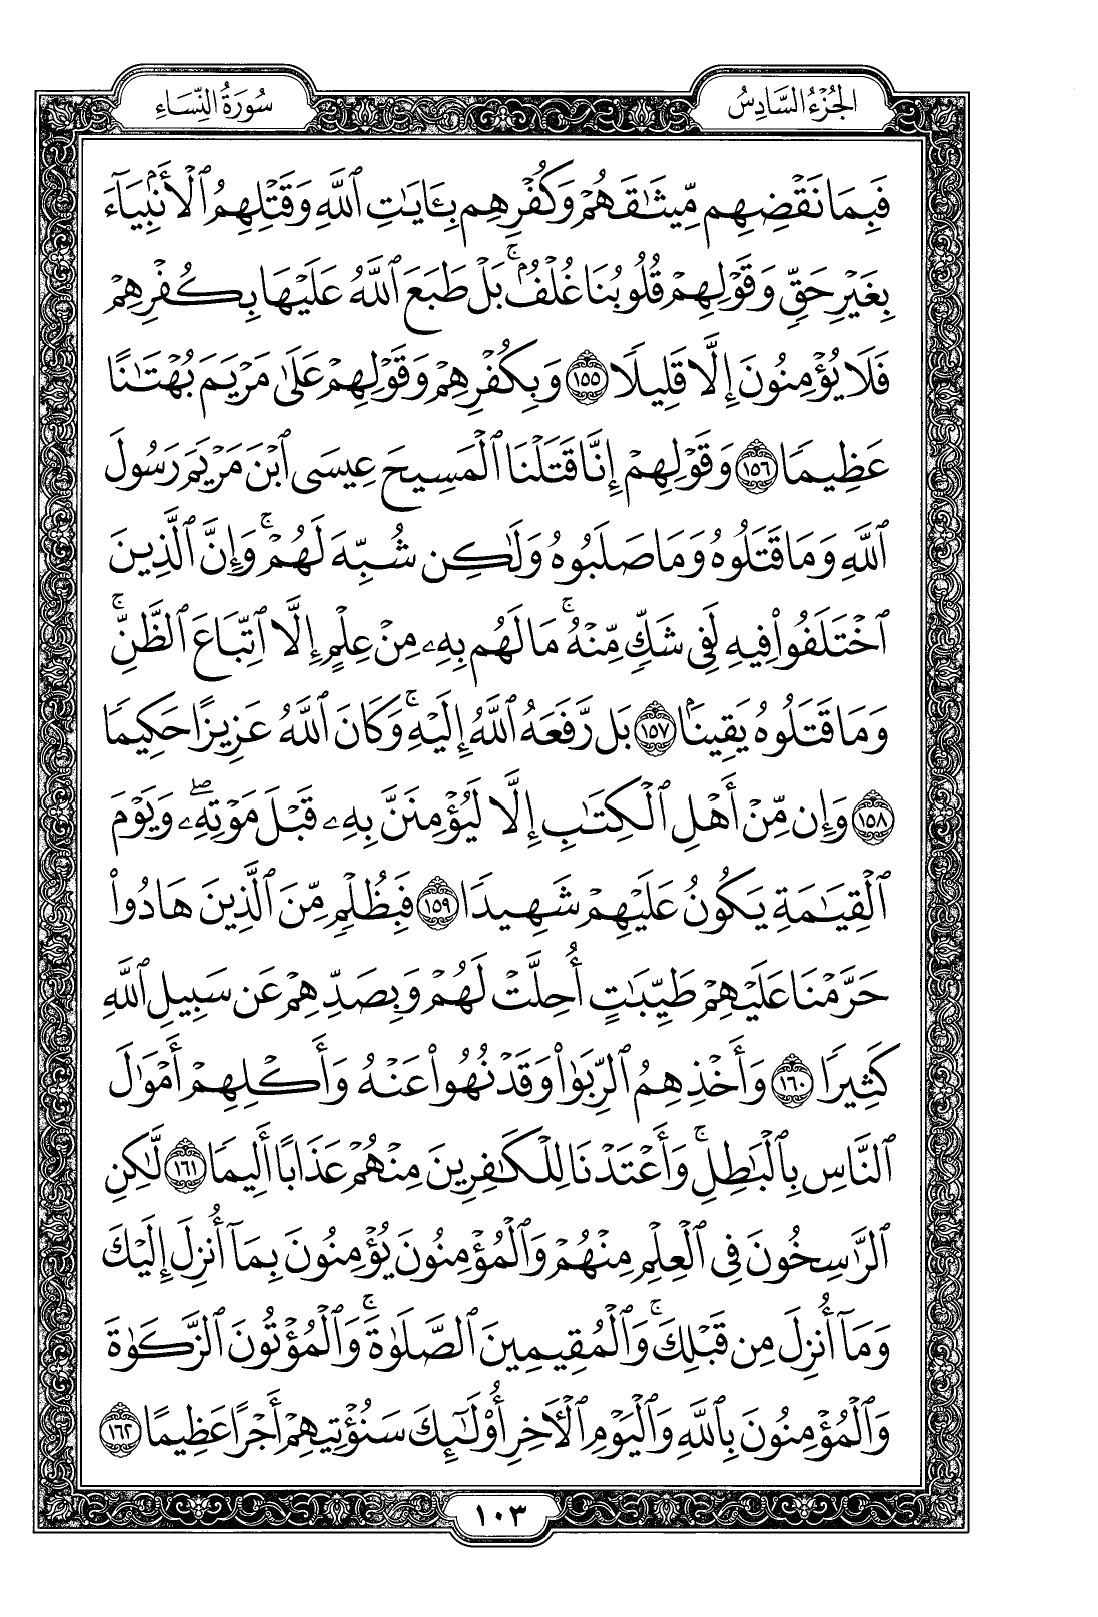 الجُزْءُ السَّادِسُ
سُورَةُ النِّسَاءِ
فَبِمَا نَقْضِهِم مِّيثَٰقَهُمْ وَكُفْرِهِم بِـَٔايَٰتِ ٱللَّهِ وَقَتْلِهِمُ ٱلْأَنۢبِيَآءَ
بِغَيْرِ حَقٍّ وَقَوْلِهِمْ قُلُوبُنَا غُلْفٌۢ ۚ بَلْ طَبَعَ ٱللَّهُ عَلَيْهَا بِكُفْرِهِمْ
فَلَا يُؤْمِنُونَ إِلَّا قَلِيلًا ١٥٥ وَبِكُفْرِهِمْ وَقَوْلِهِمْ عَلَىٰ مَرْيَمَ بُهْتَٰنًا
عَظِيمًا ١٥٦ وَقَوْلِهِمْ إِنَّا قَتَلْنَا ٱلْمَسِيحَ عِيسَى ٱبْنَ مَرْيَمَ رَسُولَ
ٱللَّهِ وَمَا قَتَلُوهُ وَمَا صَلَبُوهُ وَلَٰكِن شُبِّهَ لَهُمْ ۚ وَإِنَّ ٱلَّذِينَ
ٱخْتَلَفُوا۟ فِيهِ لَفِى شَكٍّ مِّنْهُ ۚ مَا لَهُم بِهِۦ مِنْ عِلْمٍ إِلَّا ٱتِّبَاعَ ٱلظَّنِّ ۚ
وَمَا قَتَلُوهُ يَقِينًۢا ١٥٧ بَل رَّفَعَهُ ٱللَّهُ إِلَيْهِ ۚ وَكَانَ ٱللَّهُ عَزِيزًا حَكِيمًا
١٥٨ وَإِن مِّنْ أَهْلِ ٱلْكِتَٰبِ إِلَّا لَيُؤْمِنَنَّ بِهِۦ قَبْلَ مَوْتِهِۦ ۖ وَيَوْمَ
ٱلْقِيَٰمَةِ يَكُونُ عَلَيْهِمْ شَهِيدًا ١٥٩ فَبِظُلْمٍ مِّنَ ٱلَّذِينَ هَادُوا۟
حَرَّمْنَا عَلَيْهِمْ طَيِّبَٰتٍ أُحِلَّتْ لَهُمْ وَبِصَدِّهِمْ عَن سَبِيلِ ٱللَّهِ
كَثِيرًا ١٦٠ وَأَخْذِهِمُ ٱلرِّبَوٰا۟ وَقَدْ نُهُوا۟ عَنْهُ وَأَكْلِهِمْ أَمْوَٰلَ
ٱلنَّاسِ بِٱلْبَٰطِلِ ۚ وَأَعْتَدْنَا لِلْكَٰفِرِينَ مِنْهُمْ عَذَابًا أَلِيمًا ١٦١ لَّٰكِنِ
ٱلرَّٰسِخُونَ فِى ٱلْعِلْمِ مِنْهُمْ وَٱلْمُؤْمِنُونَ يُؤْمِنُونَ بِمَآ أُنزِلَ إِلَيْكَ
وَمَآ أُنزِلَ مِن قَبْلِكَ ۚ وَٱلْمُقِيمِينَ ٱلصَّلَوٰةَ ۚ وَٱلْمُؤْتُونَ ٱلزَّكَوٰةَ
وَٱلْمُؤْمِنُونَ بِٱللَّهِ وَٱلْيَوْمِ ٱلْـَٔاخِرِ أُو۟لَٰٓئِكَ سَنُؤْتِيهِمْ أَجْرًا عَظِيمًا ١٦٢
١٠٣